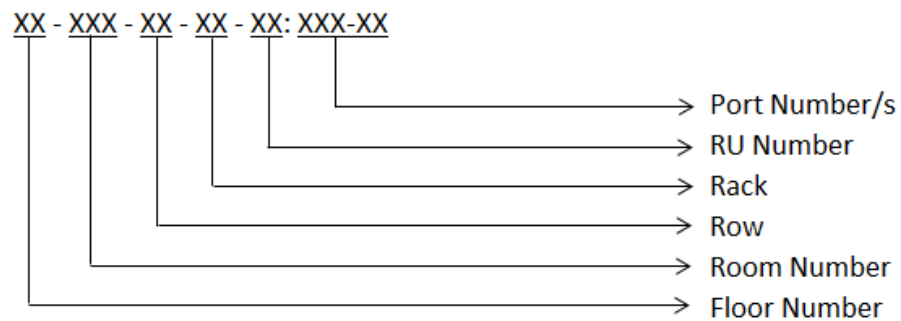 XX - XXX - XX - XX - XX: XXX-XX
Port Number/s
RU Number
Rack
Row
Room Number
Floor Number